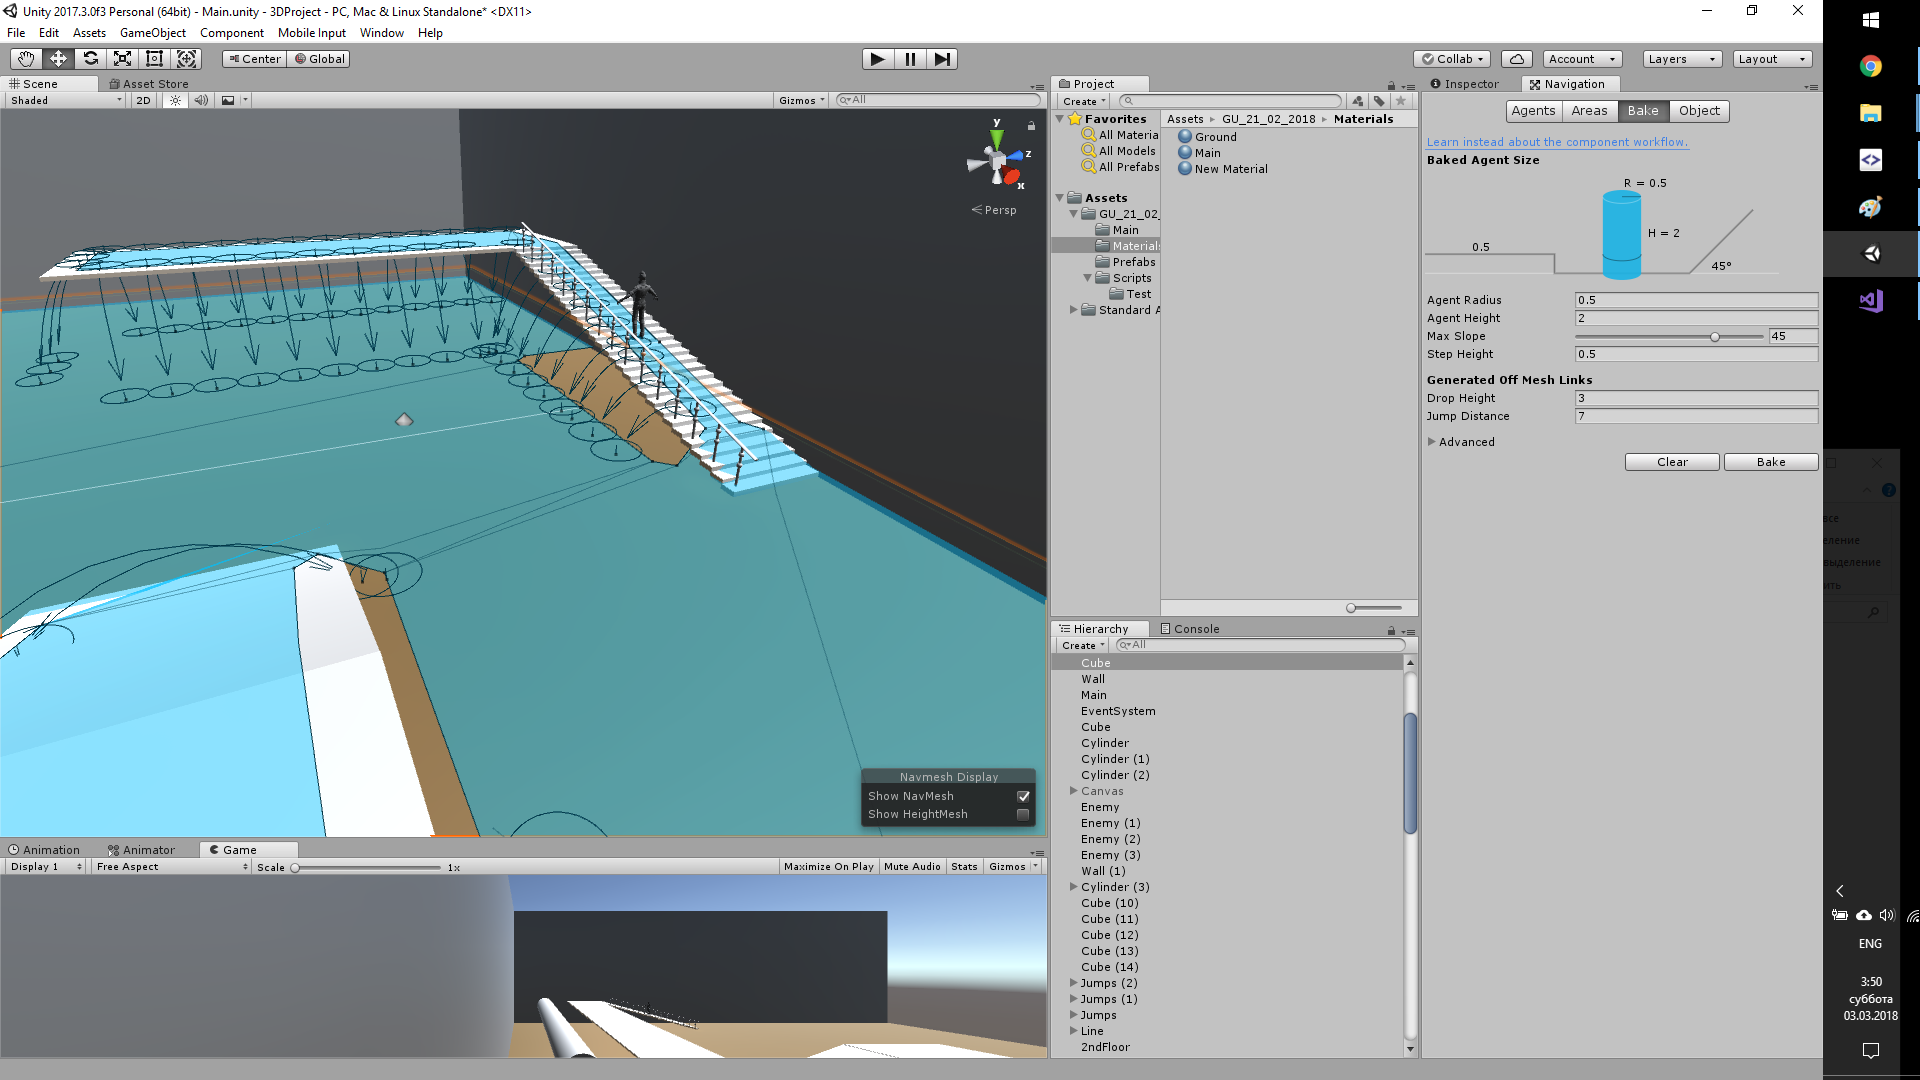 Unity 2017.3.0f3 Personal (64bit) - Main.unity - 3DProject - PC, Mac & Linux Standalone* <DX11>
File Edit Assets GameObject Component Mobile Input Window Help
Center Global
Collab Account Layers Layout
Scene Asset Store
Shaded 2D Gizmos All
y
z
x
Persp
Navmesh Display
Show NavMesh
Show HeightMesh
Animation Animator Game
Display 1 Free Aspect Scale 1x Maximize On Play Mute Audio Stats Gizmos
Project
Create
Favorites
All Materia
All Models
All Prefabs
Assets
GU_21_02_
Main
Materials
Prefabs
Scripts
Test
Standard A
Assets GU_21_02_2018 Materials
Ground
Main
New Material
Hierarchy Console
Create All
Cube
Wall
Main
EventSystem
Cube
Cylinder
Cylinder (1)
Cylinder (2)
Canvas
Enemy
Enemy (1)
Enemy (2)
Enemy (3)
Wall (1)
Cylinder (3)
Cube (10)
Cube (11)
Cube (12)
Cube (13)
Cube (14)
Jumps (2)
Jumps (1)
Jumps
Line
2ndFloor
Inspector Navigation
Agents Areas Bake Object
Learn instead about the component workflow.
Baked Agent Size
R = 0.5
0.5
H = 2
45°
Agent Radius 0.5
Agent Height 2
Max Slope 45
Step Height 0.5
Generated Off Mesh Links
Drop Height 3
Jump Distance 7
Advanced
Clear Bake
ENG
3:50
суббота
03.03.2018